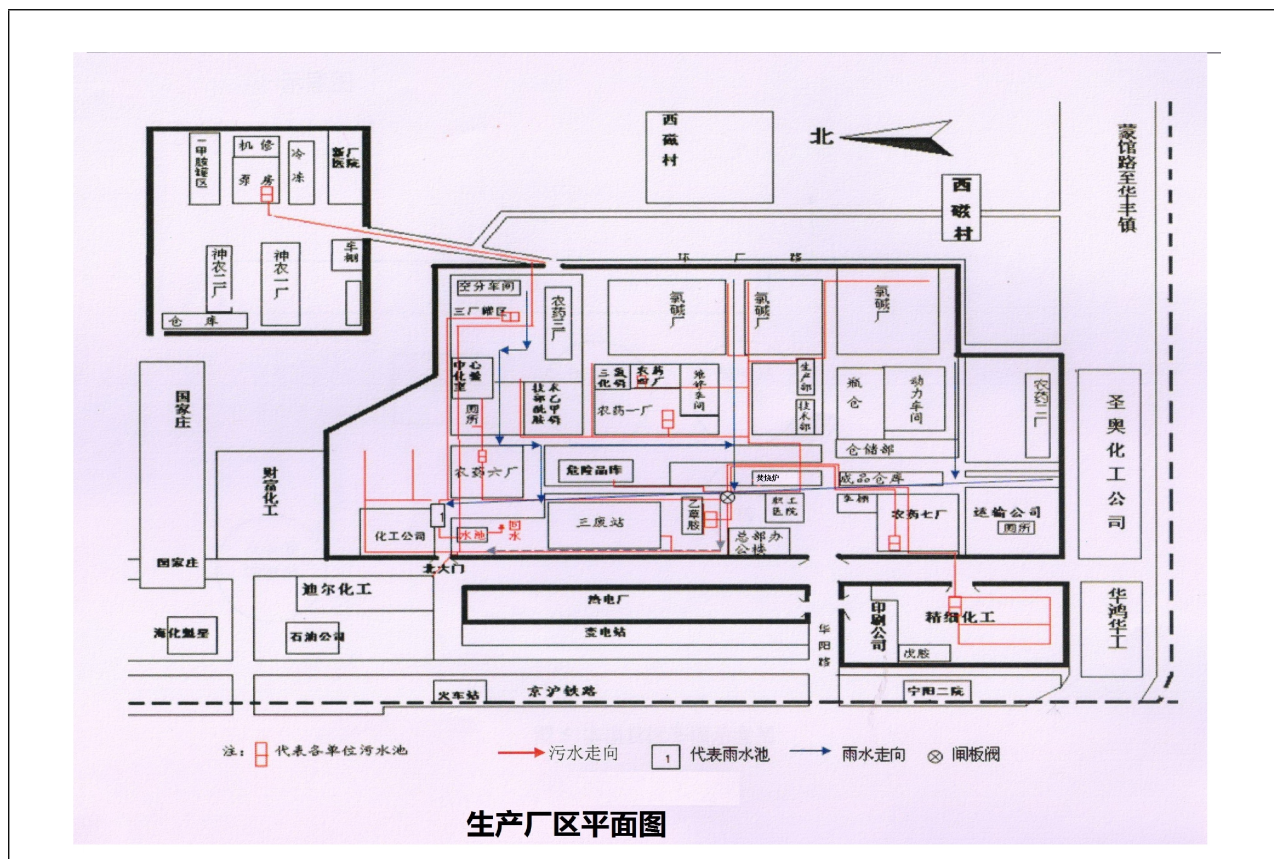 二甲胺罐区
机修
泵房
冷冻
新厂医院
神农二厂
神农一厂
车棚
仓库
西磁村
北
西磁村
蒙馆路至华丰镇
环厂路
空分车间
三厂罐区
农药三厂
氯碱厂
氯碱厂
氯碱厂
中心化验室
厕所
技术部乙酰甲胺磷
三氯化磷
农药四厂
维修车间
农药一厂
生产部
技术部
瓶仓
动力车间
农药二厂
仓储部
国家庄
财富化工
农药六厂
危险品库
焚烧炉
成品仓库
圣奥化工公司
化工公司
1
水池
回水
三废站
乙草胺
职工医院
总部办公楼
车棚
农药七厂
运输公司
厕所
国家庄
北大门
迪尔化工
热电厂
变电站
石油公司
海化魁星
华阳路
印刷公司
精细化工
华鸿华工
火车站
京沪铁路
宁阳二院
注：
代表各单位污水池
污水走向
1
代表雨水池
雨水走向
闸板阀
生产厂区平面图